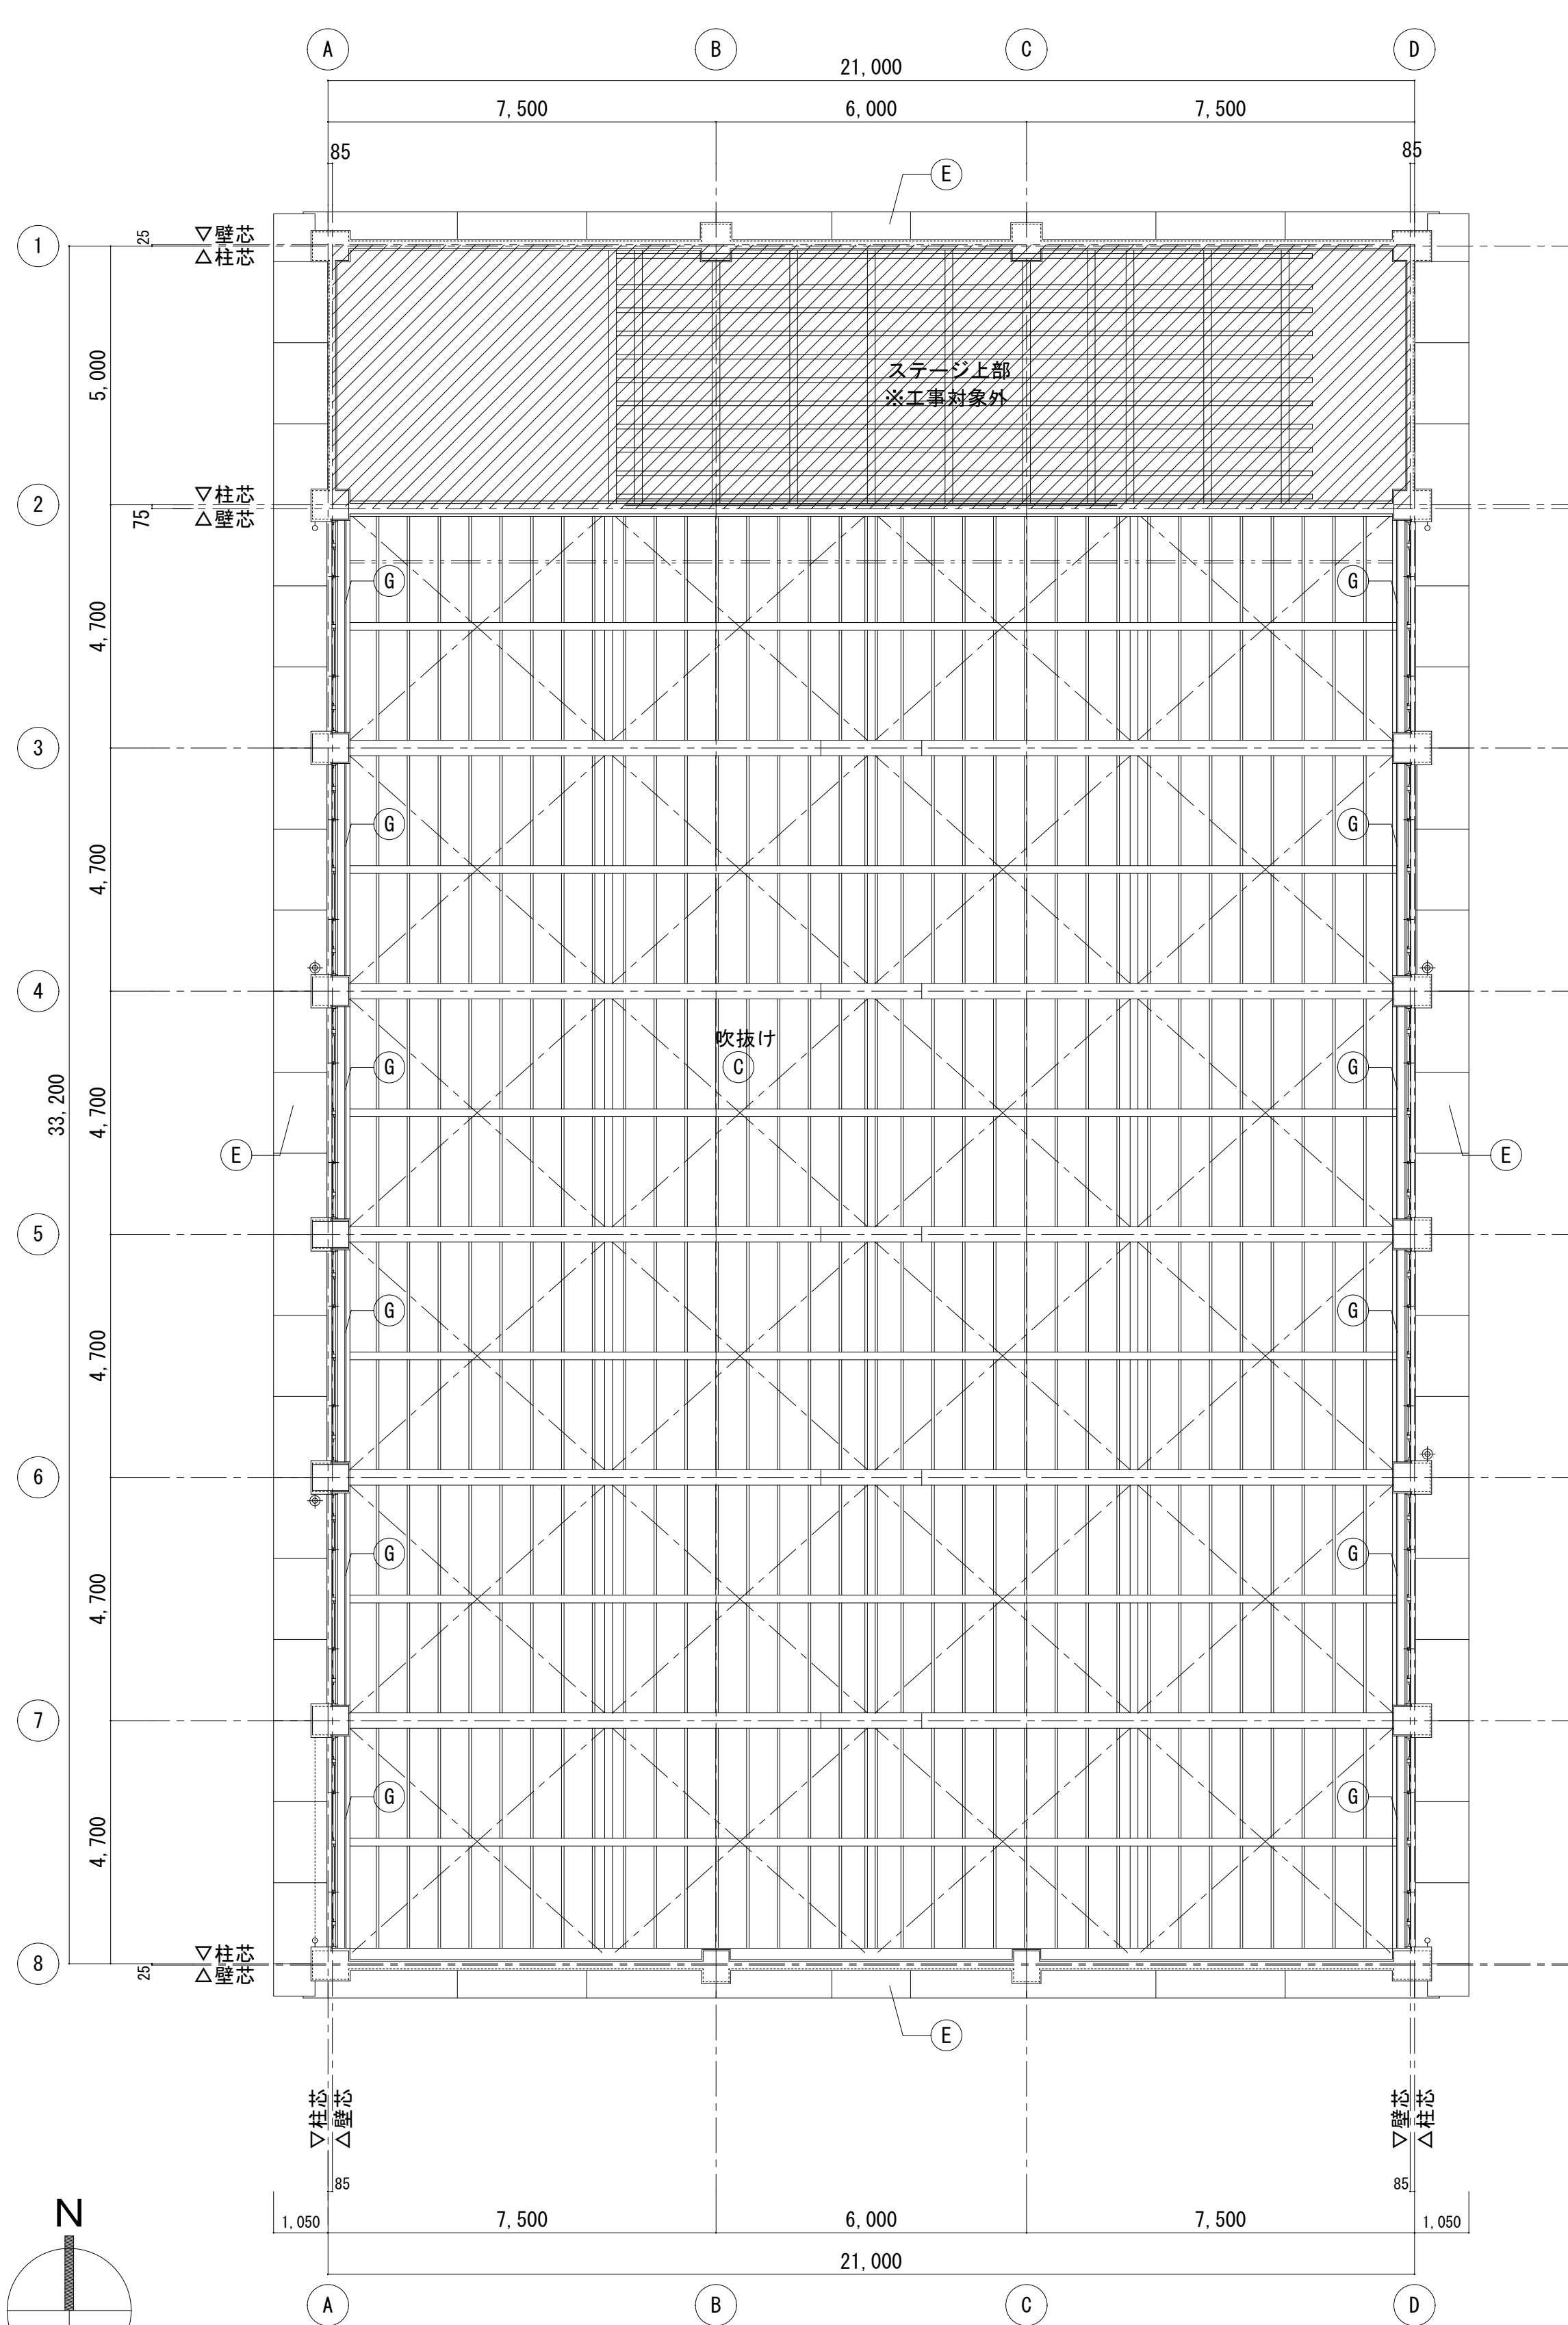 A B C D
21,000
7,500 6,000 7,500
85 85
E
1 25 ▽壁芯
△柱芯
5,000
ステージ上部
※工事対象外
2 ▽柱芯
75 △壁芯
G G
4,700
3
G G
4,700
4
吹抜け
G C G
33,200 4,700
E E
5
G G
4,700
6
G G
4,700
7
G G
4,700
8 ▽柱芯
25 △壁芯
E
▽柱芯
△壁芯
▽壁芯
△柱芯
85 85
N
1,050 7,500 6,000 7,500 1,050
21,000
A B C D